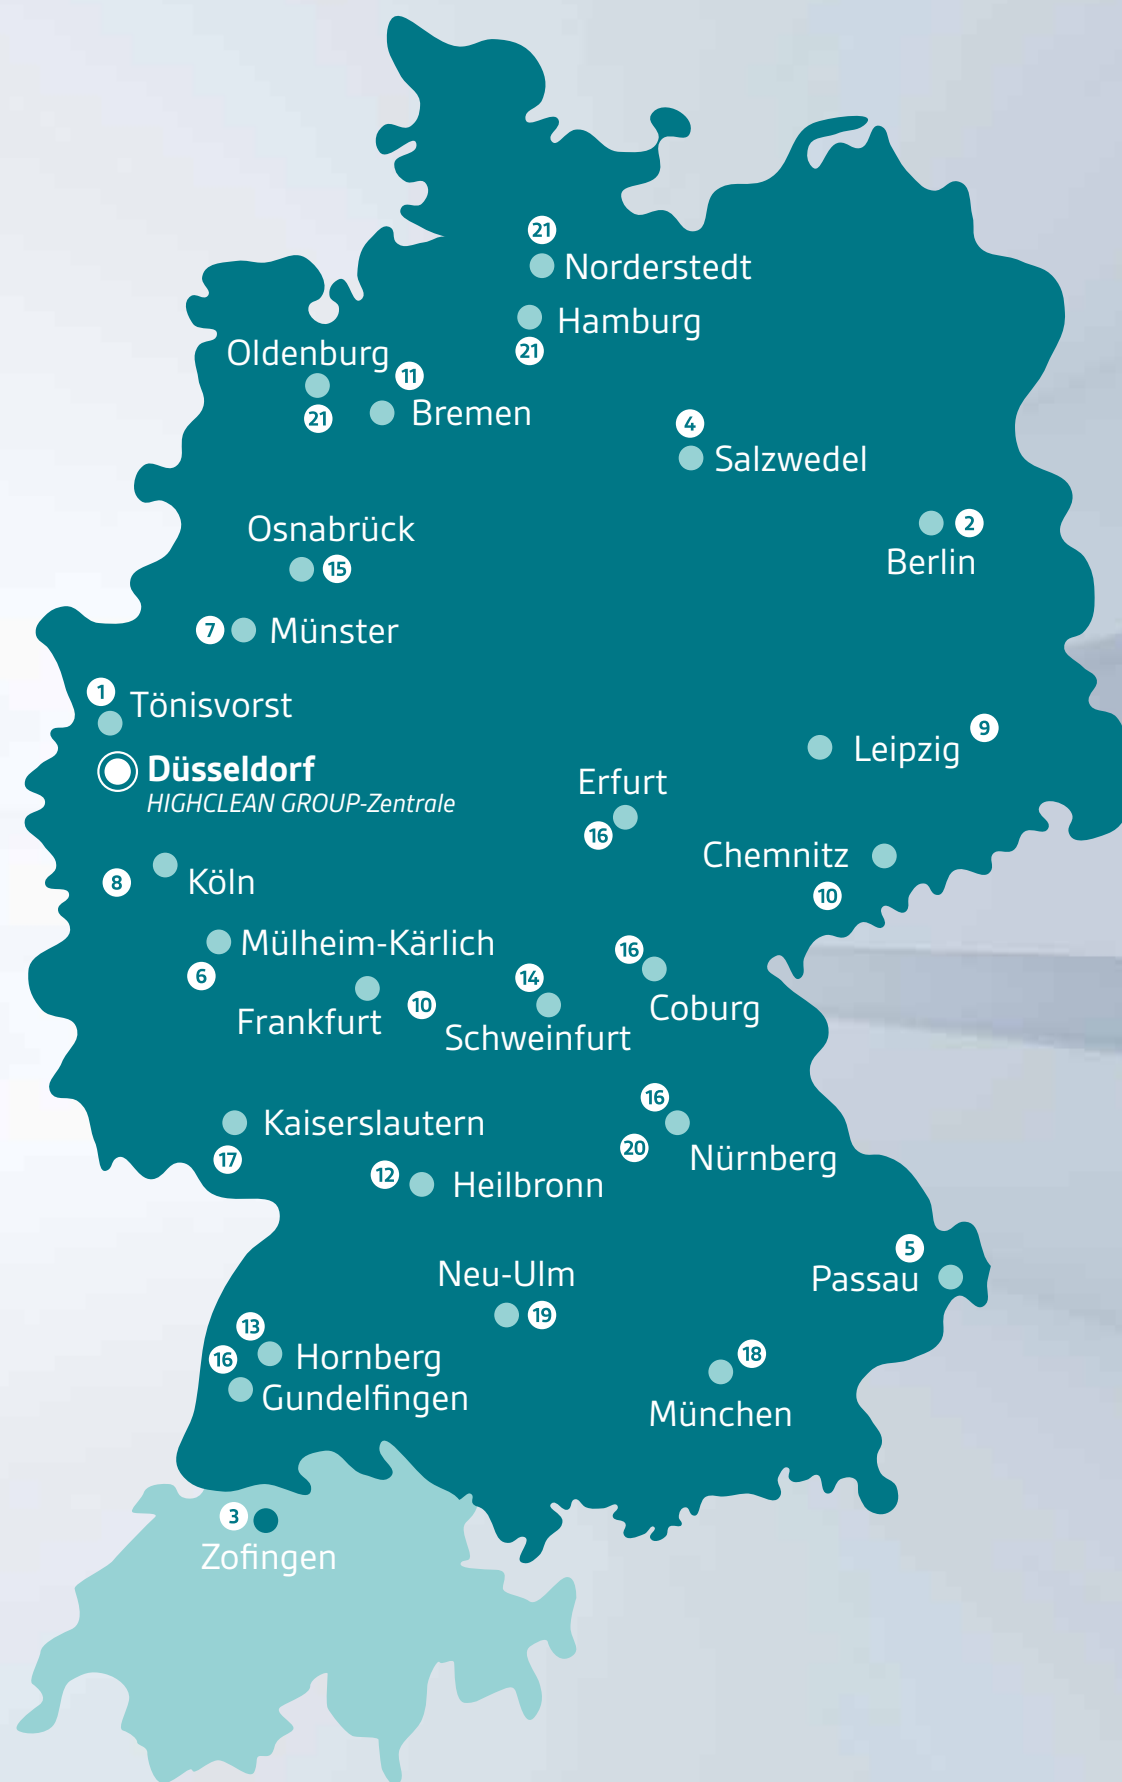 21
Norderstedt
Hamburg
21
Oldenburg
11
Bremen
21
4
Salzwedel
2
Berlin
Osnabrück
15
7
Münster
1
Tönisvorst
Düsseldorf
HIGHCLEAN GROUP-Zentrale
9
Leipzig
Erfurt
16
Chemnitz
10
8
Köln
Mülheim-Kärlich
6
Frankfurt
10
14
Schweinfurt
16
Coburg
Kaiserslautern
17
16
20
Nürnberg
12
Heilbronn
5
Passau
Neu-Ulm
19
13
Hornberg
16
Gundelfingen
18
München
3
Zofingen